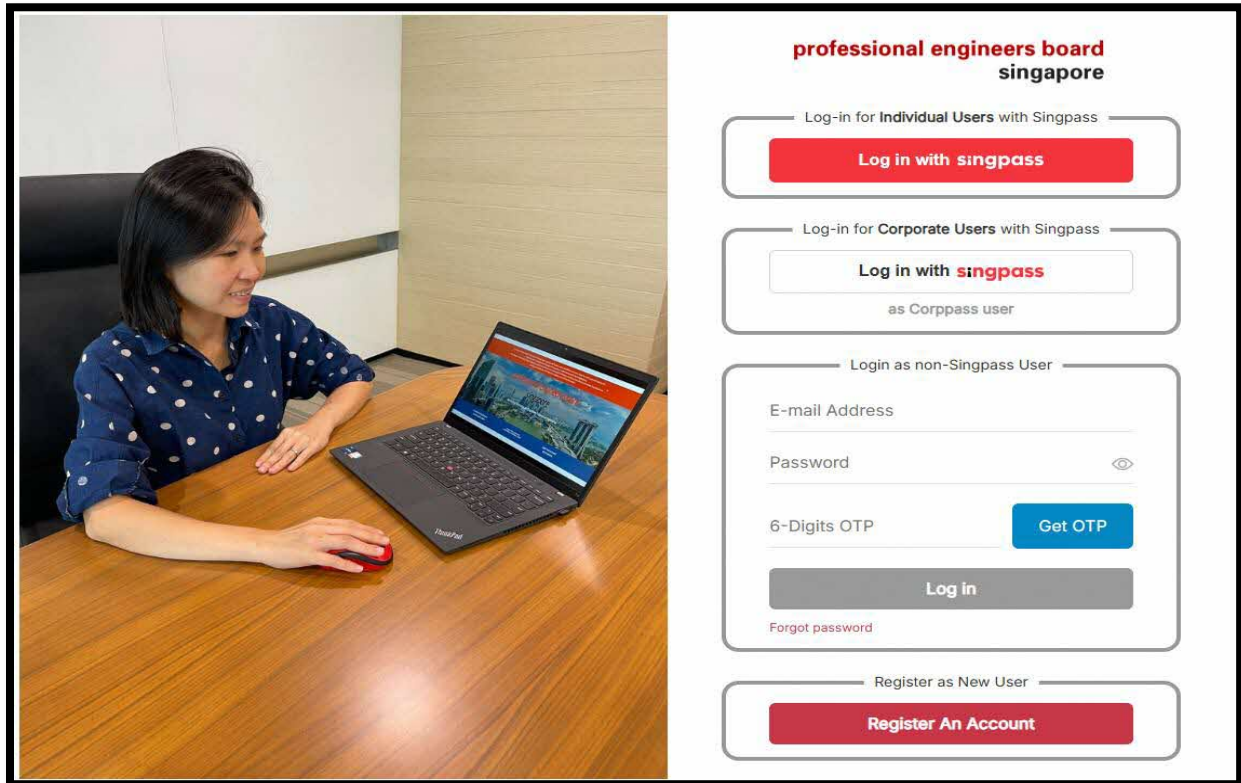 professional engineers board
singapore
Log-in for Individual Users with Singpass
Log in with singpass
Log-in for Corporate Users with Singpass
Log in with singpass
as Corppass user
Login as non-Singpass User
E-mail Address
Password
6-Digits OTP
Get OTP
Log in
Forgot password
Register as New User
Register An Account
ThinkPad